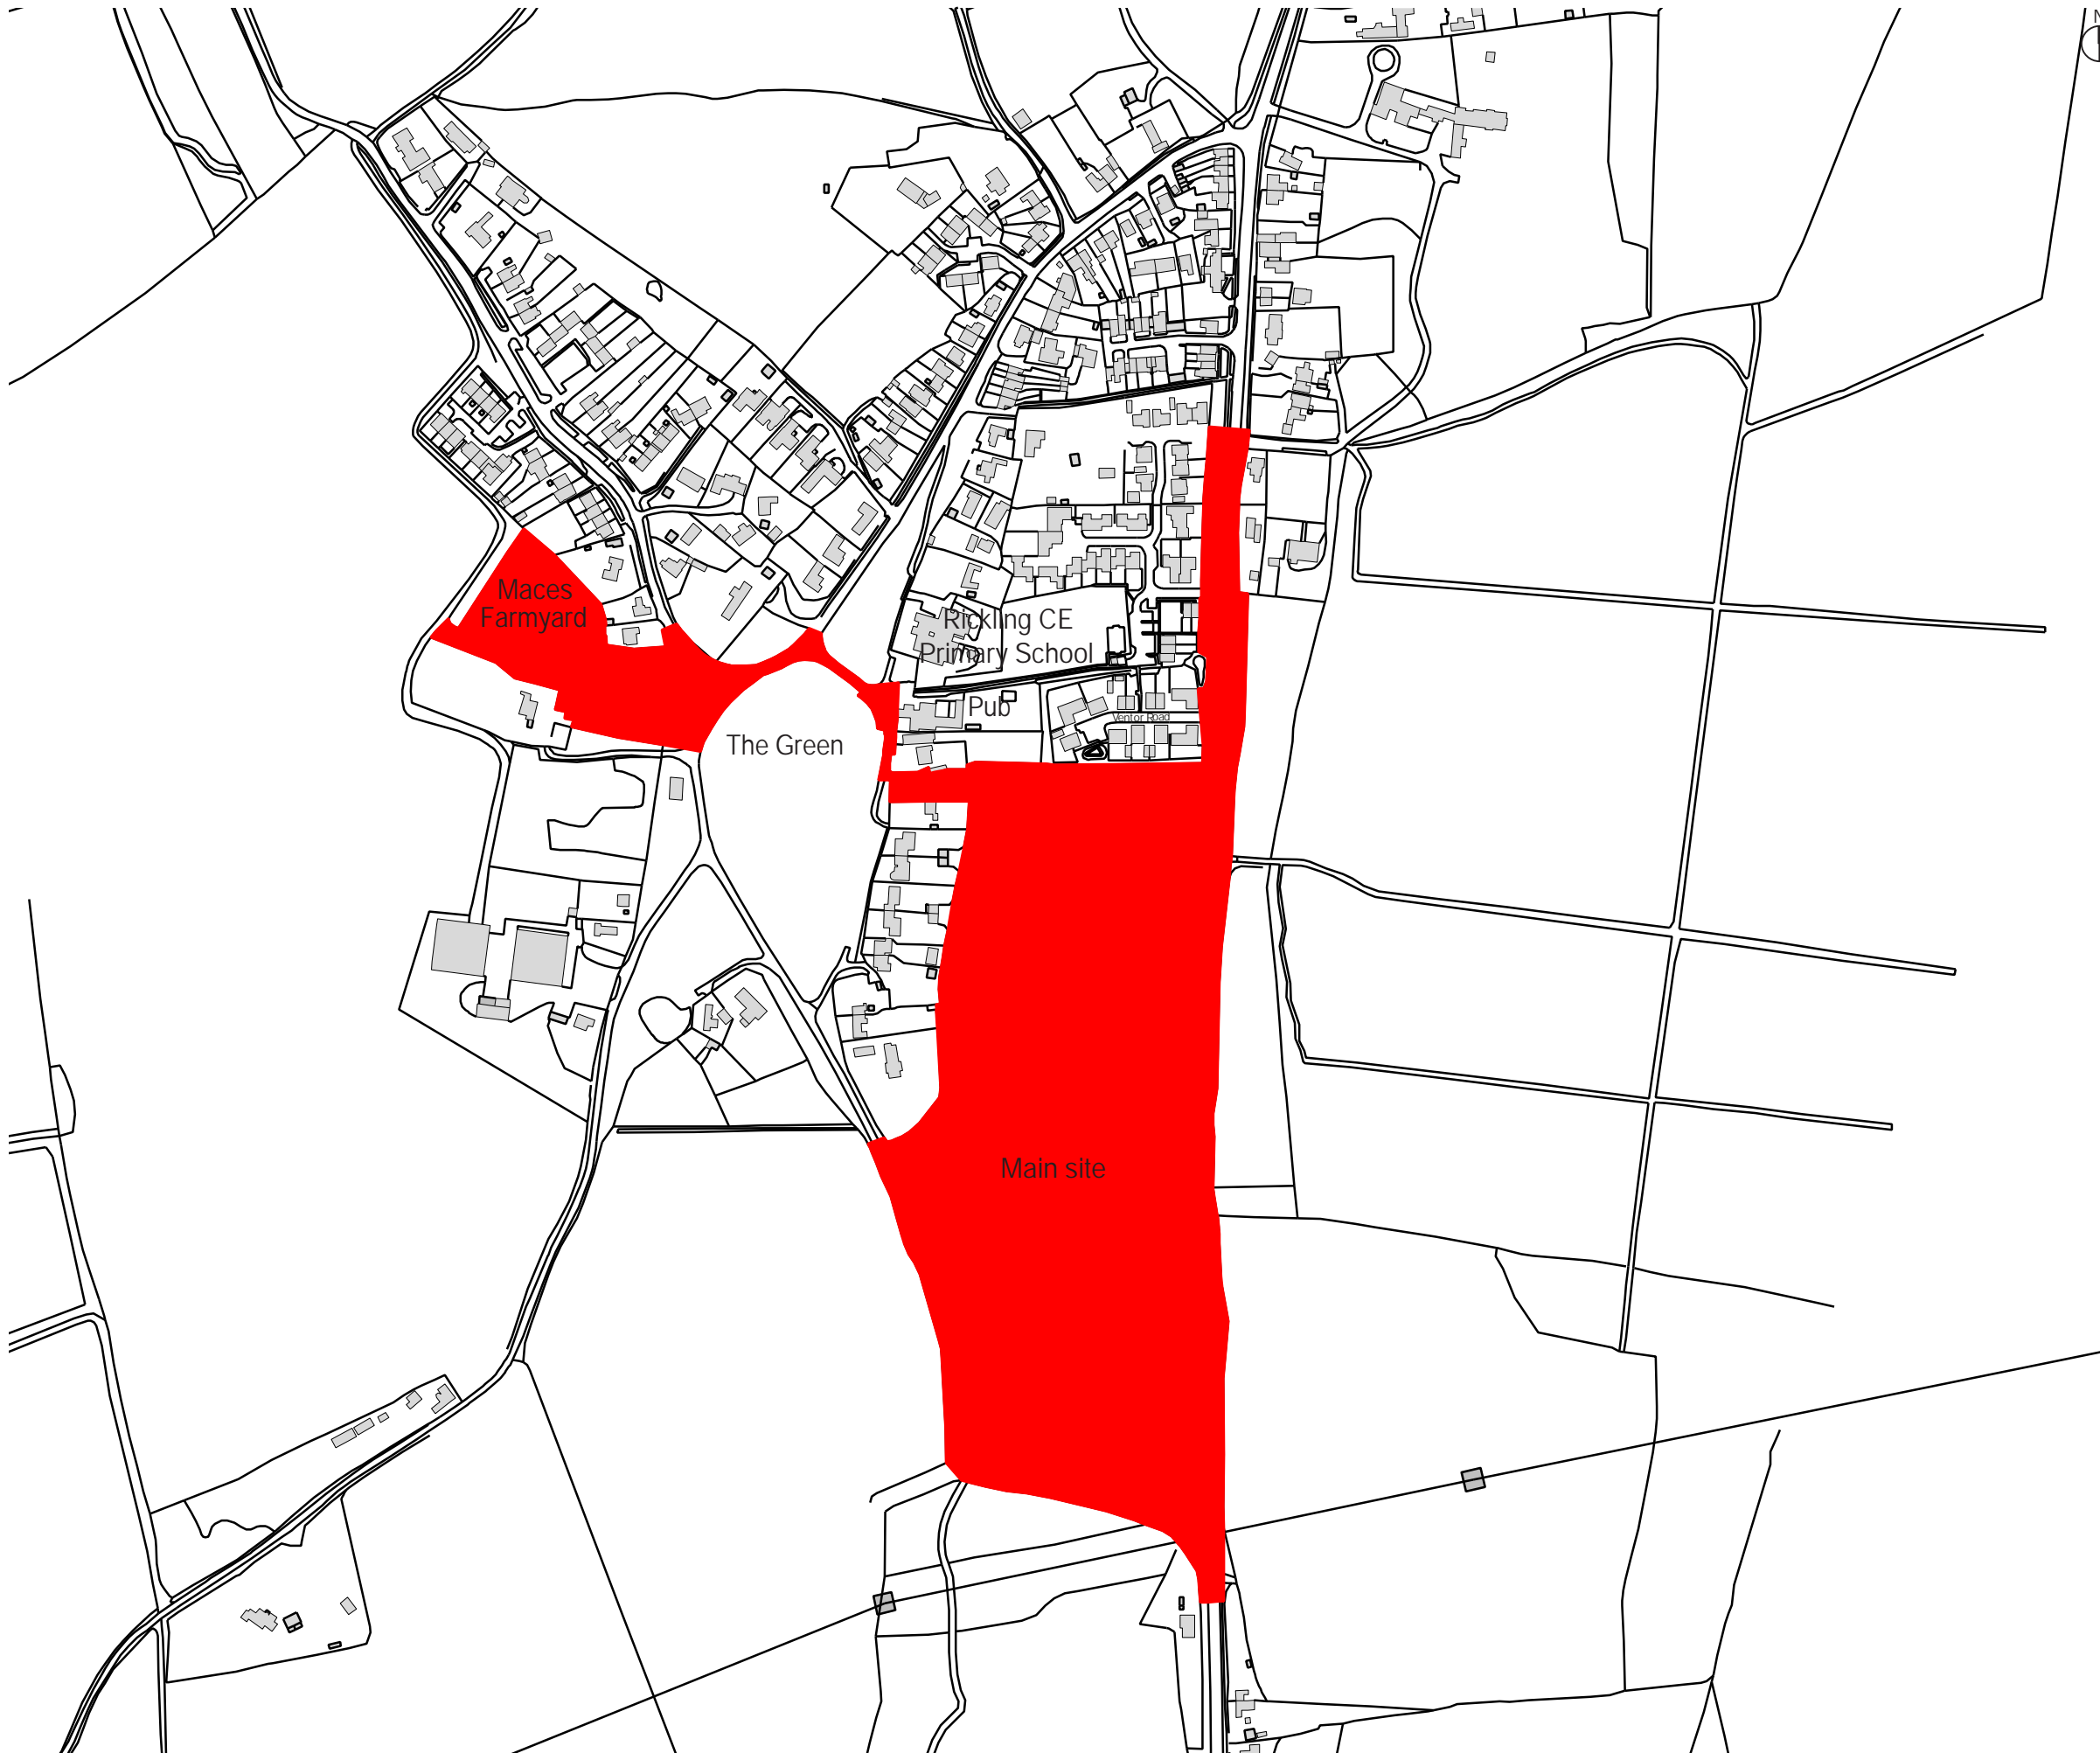 N
Maces
Farmyard
Rickling CE
Primary School
Pub
Ventor Road
The Green
Main site